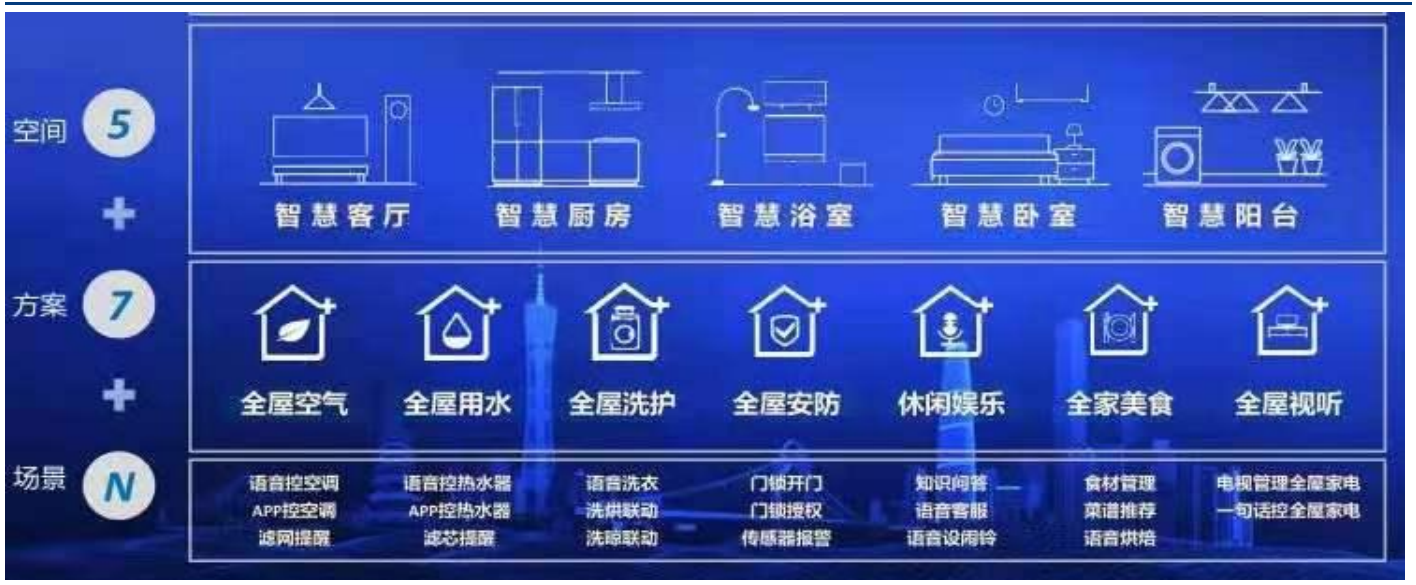 空间 5
智慧客厅 智慧厨房 智慧浴室 智慧卧室 智慧阳台
+
方案 7
全屋空气 全屋用水 全屋洗护 全屋安防 休闲娱乐 全家美食 全屋视听
+
场景 N
语音控空调 语音控热水器 语音洗衣 门锁开门 知识问答 食材管理 电视管理全屋家电
APP控空调 APP控热水器 洗烘联动 门锁授权 语音客服 菜谱推荐 一句话控全屋家电
滤网提醒 滤芯提醒 洗晾联动 传感器报警 语音设闹铃 语音烘焙